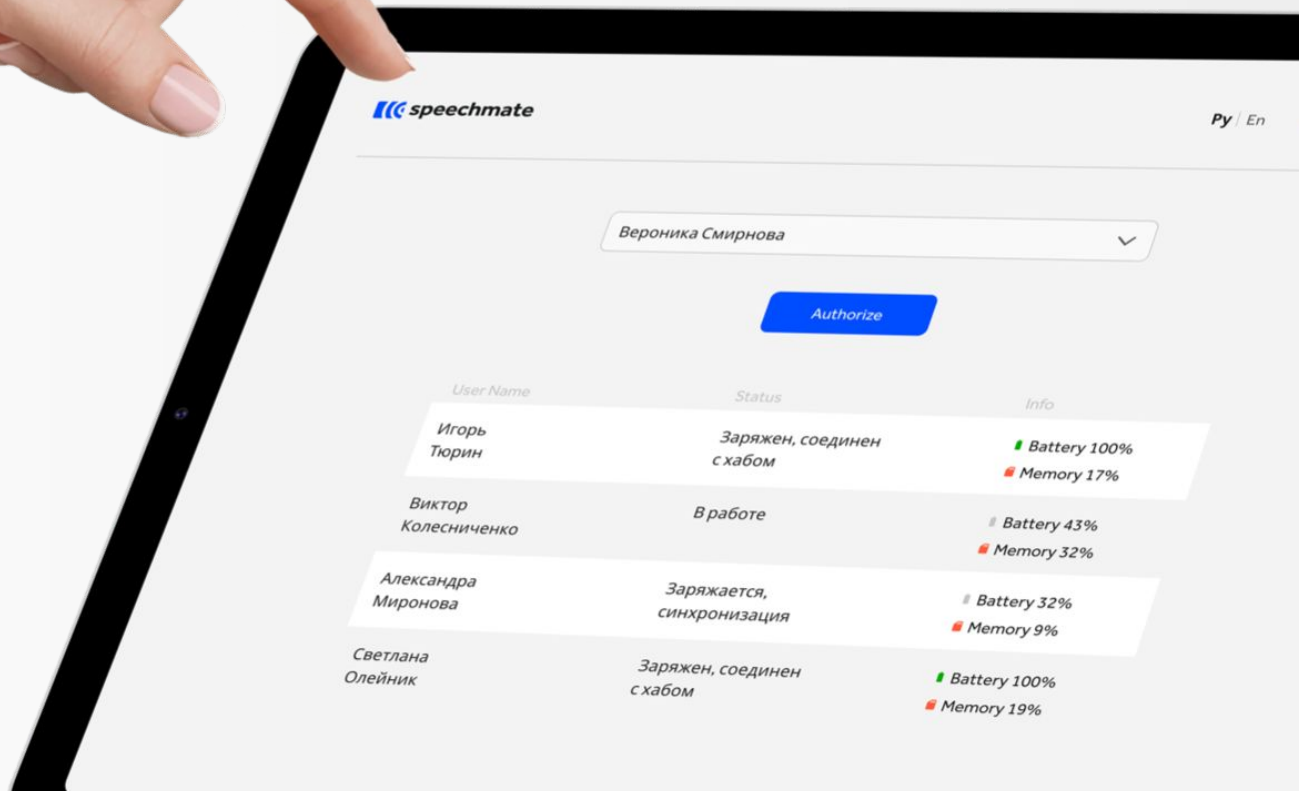 speechmate
Ру | En
Вероника Смирнова
Authorize
User Name Status Info
Игорь
Тюрин
Заряжен, соединен
с хабом
Battery 100%
Memory 17%
Виктор
Колесниченко
В работе
Battery 43%
Memory 32%
Александра
Миронова
Заряжается,
синхронизация
Battery 32%
Memory 9%
Светлана
Олейник
Заряжен, соединен
с хабом
Battery 100%
Memory 19%